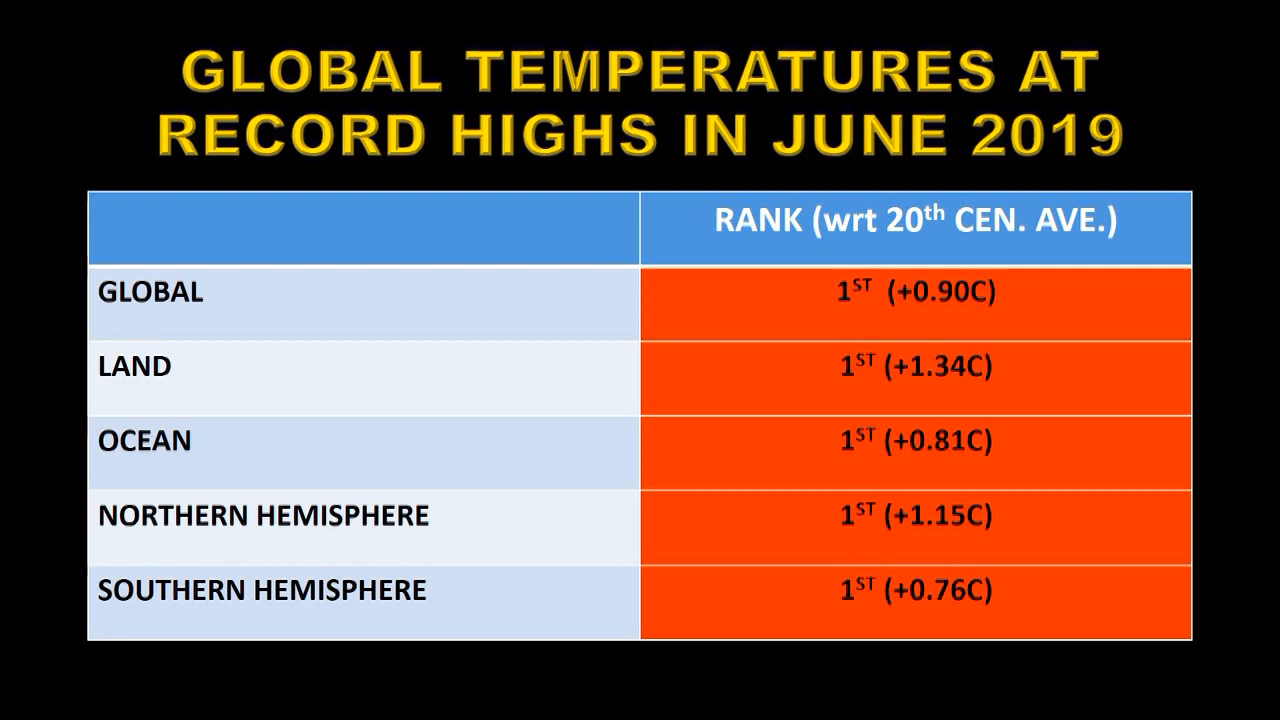 GLOBAL TEMPERATURES AT
RECORD HIGHS IN JUNE 2019
RANK (wrt 20th CEN. AVE.)
GLOBAL 1ST (+0.90C)
LAND 1ST (+1.34C)
OCEAN 1ST (+0.81C)
NORTHERN HEMISPHERE 1ST (+1.15C)
SOUTHERN HEMISPHERE 1ST (+0.76C)